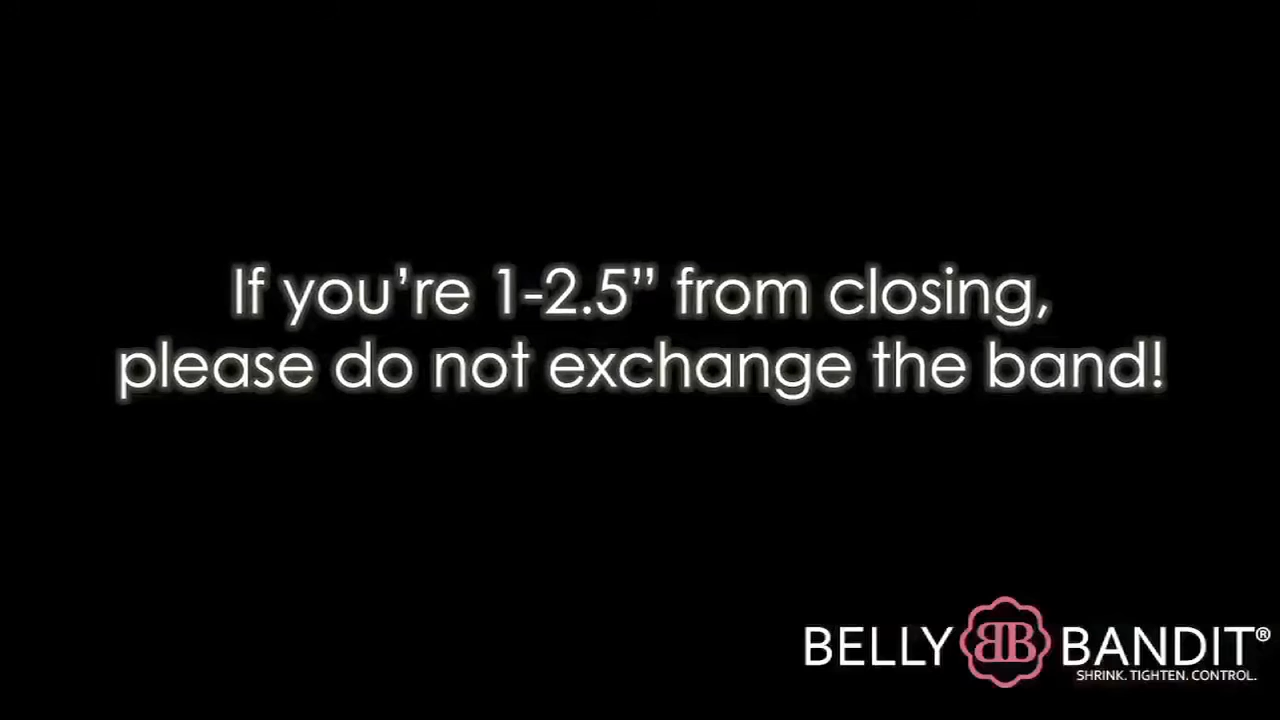 If you’re 1-2.5” from closing,
please do not exchange the band!
BELLY BB BANDIT®
SHRINK. TIGHTEN. CONTROL.